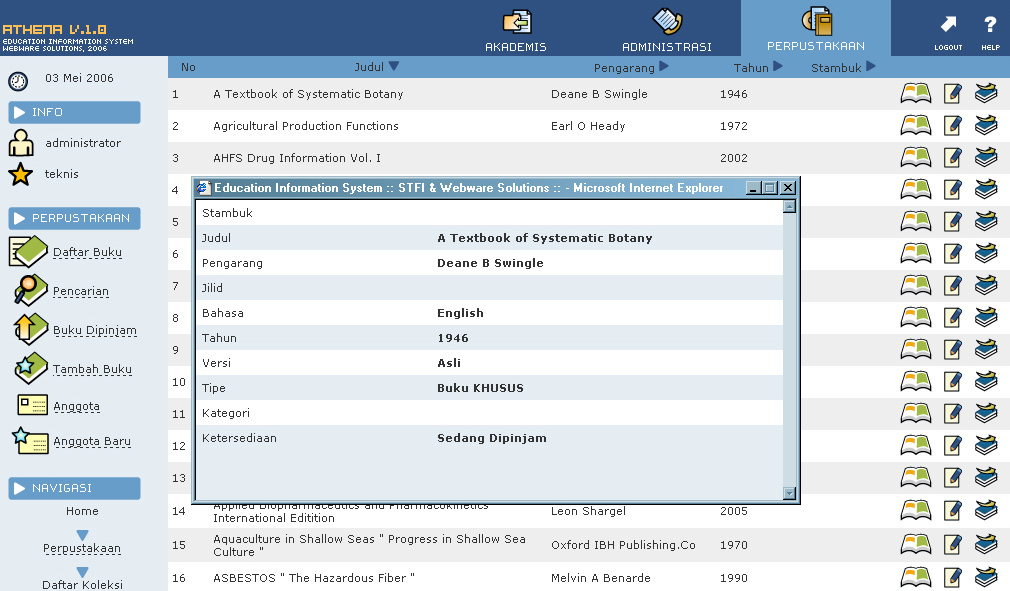 ATHENA V.1.0
EDUCATION INFORMATION SYSTEM
WEBWARE SOLUTIONS, 2006
AKADEMIS
ADMINISTRASI
PERPUSTAKAAN
LOGOUT
?
HELP
03 Mei 2006
INFO
administrator
teknis
PERPUSTAKAAN
Daftar Buku
Pencarian
Buku Dipinjam
Tambah Buku
Anggota
Anggota Baru
NAVIGASI
Home
Perpustakaan
Daftar Koleksi
No Judul Pengarang Tahun Stambuk
1 A Textbook of Systematic Botany Deane B Swingle 1946
2 Agricultural Production Functions Earl O Heady 1972
3 AHFS Drug Information Vol. I 2002
4
5
6
7
8
9
10
11
12
13
Education Information System :: STFI & Webware Solutions :: - Microsoft Internet Explorer
Stambuk
Judul A Textbook of Systematic Botany
Pengarang Deane B Swingle
Jilid
Bahasa English
Tahun 1946
Versi Asli
Tipe Buku KHUSUS
Kategori
Ketersediaan Sedang Dipinjam
14 Applied Biopharmaceutics and Pharmacokinetics
International Editition Leon Shargel 2005
15 Aquaculture in Shallow Seas " Progress in Shallow Sea
Culture " Oxford IBH Publishing.Co 1970
16 ASBESTOS " The Hazardous Fiber " Melvin A Benarde 1990